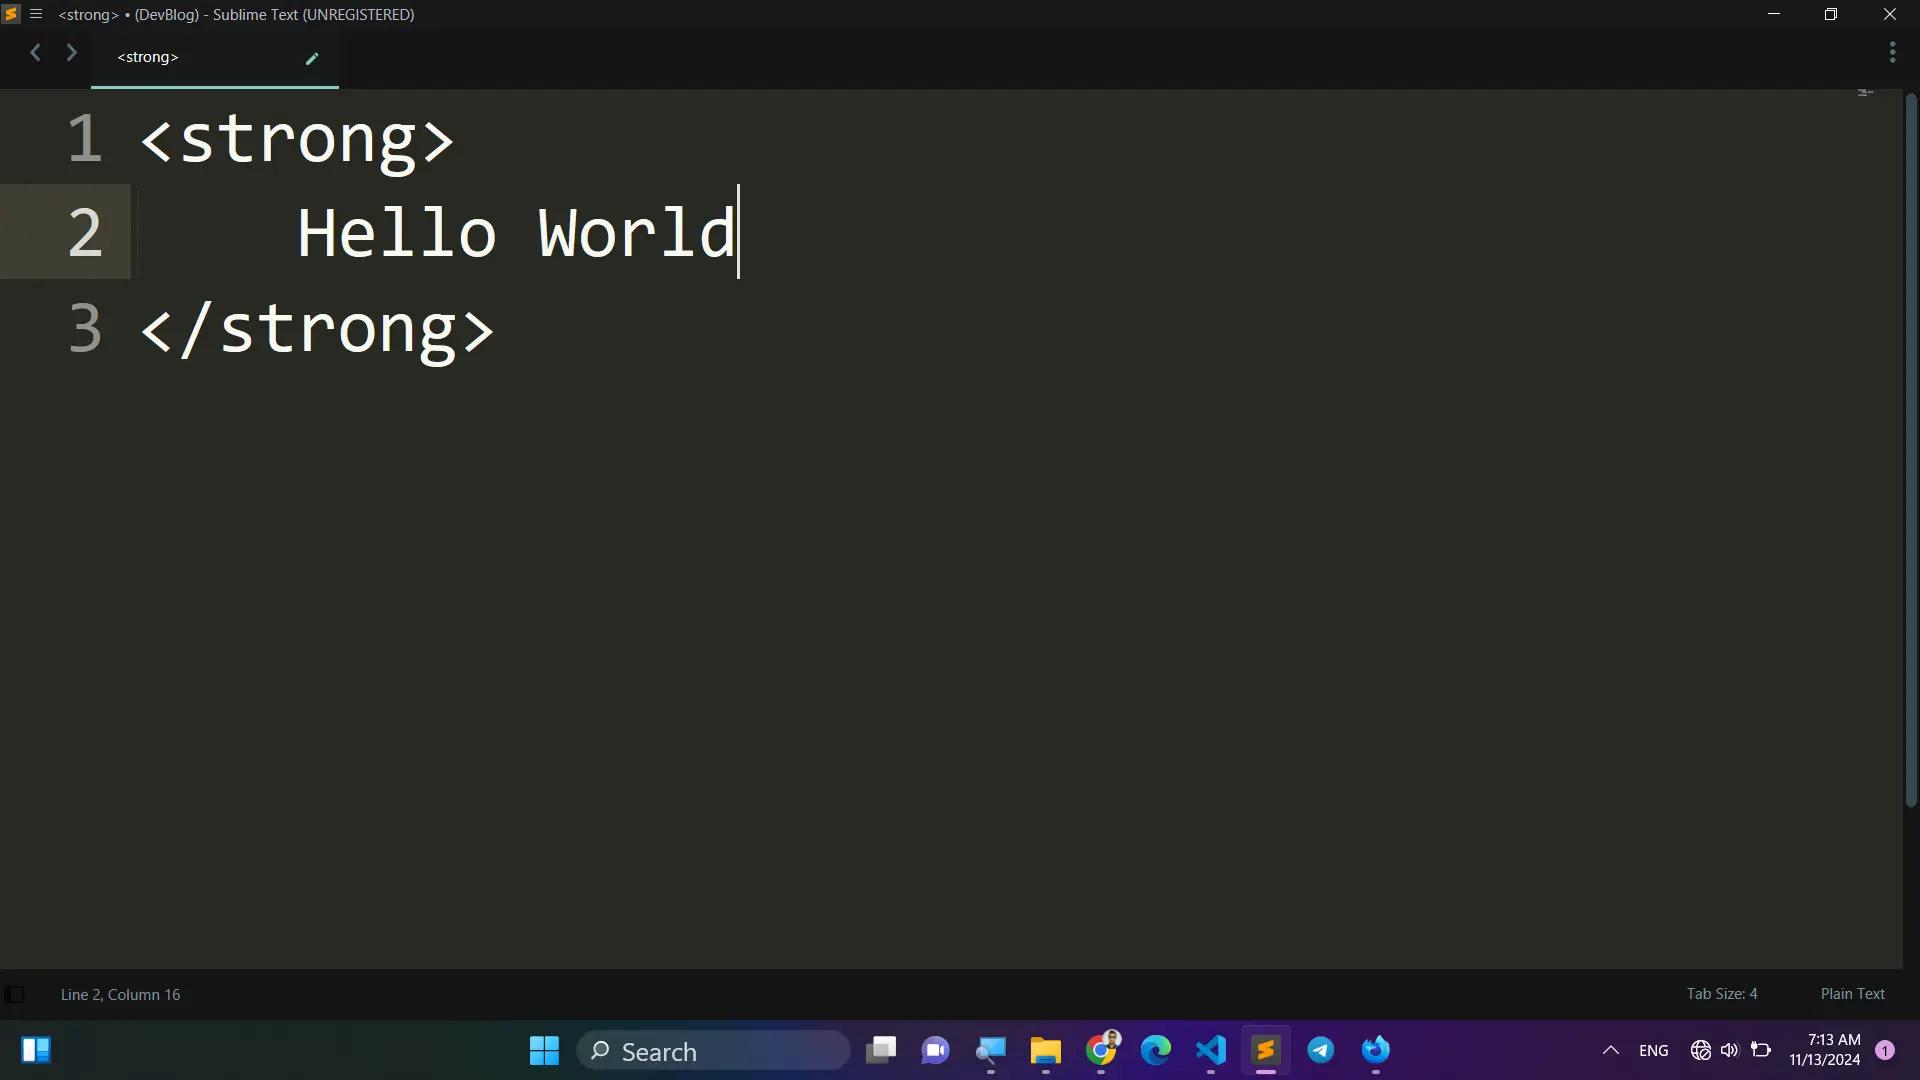 <strong> • (DevBlog) - Sublime Text (UNREGISTERED)
<strong>
1 <strong>
2     Hello World
3 </strong>
Line 2, Column 16
Tab Size: 4
Plain Text
Search
ENG
7:13 AM
11/13/2024
1